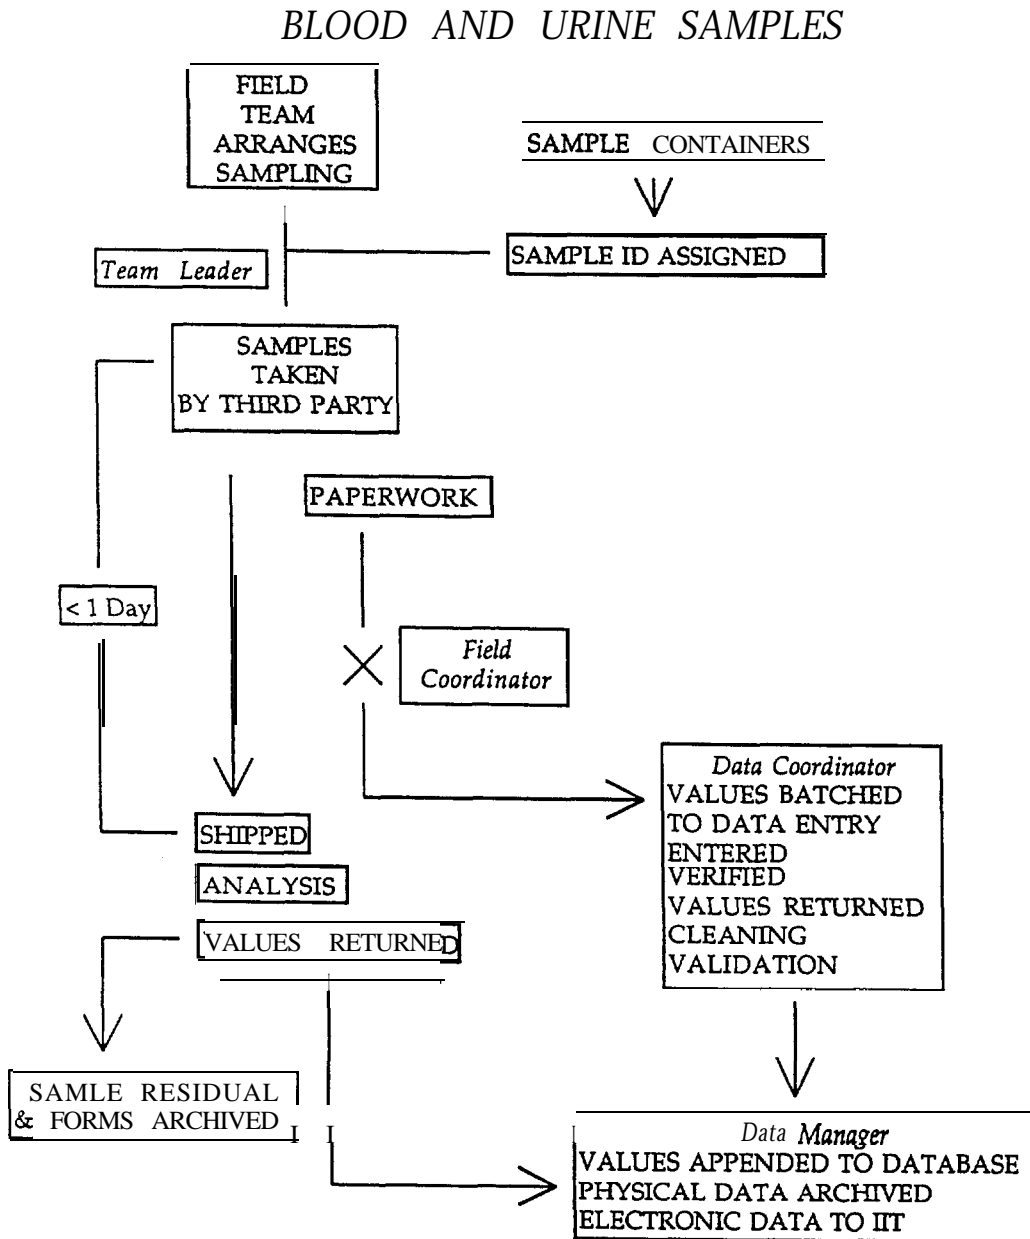 BLOOD AND URINE SAMPLES
FIELD
TEAM
ARRANGES
SAMPLING
SAMPLE CONTAINERS
SAMPLE ID ASSIGNED
Team Leader
SAMPLES
TAKEN
BY THIRD PARTY
PAPERWORK
< 1 Day
Field
Coordinator
Data Coordinator
VALUES BATCHED
TO DATA ENTRY
ENTERED
VERIFIED
VALUES RETURNED
CLEANING
VALIDATION
SHIPPED
ANALYSIS
VALUES RETURNED
SAMLE RESIDUAL
& FORMS ARCHIVED
Data Manager
VALUES APPENDED TO DATABASE
PHYSICAL DATA ARCHIVED
ELECTRONIC DATA TO IIT